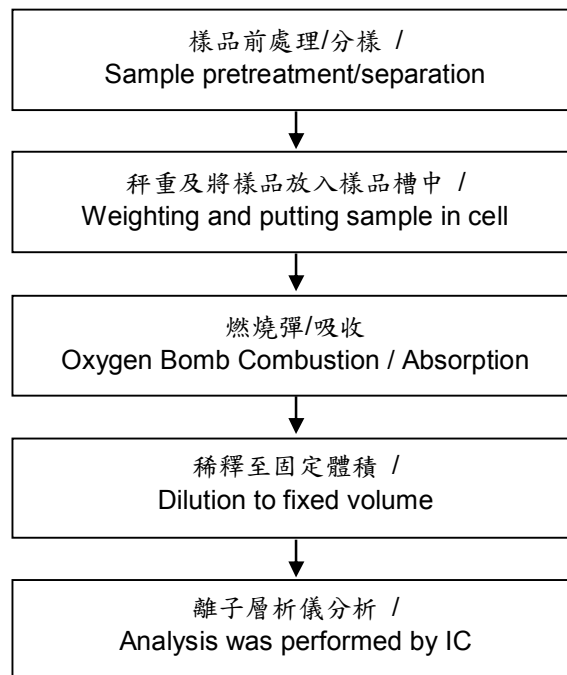 樣品前處理/分樣 /
Sample pretreatment/separation
秤重及將樣品放入樣品槽中 /
Weighting and putting sample in cell
燃燒彈/吸收
Oxygen Bomb Combustion / Absorption
稀釋至固定體積 /
Dilution to fixed volume
離子層析儀分析 /
Analysis was performed by IC